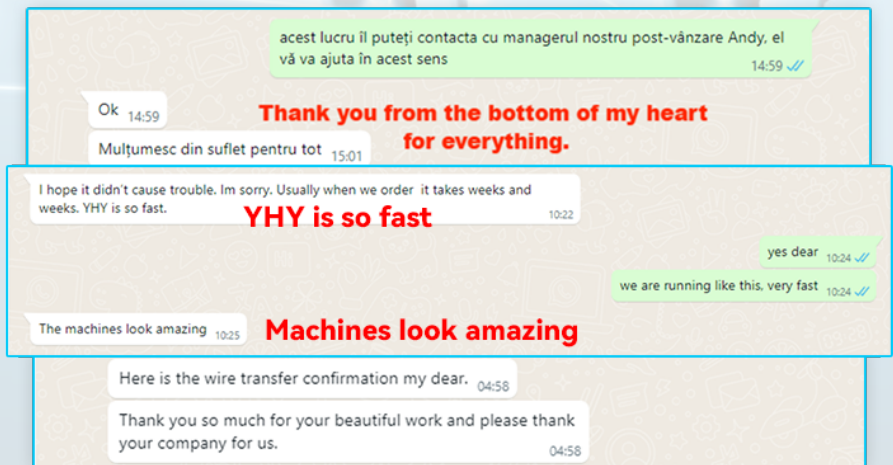 acest lucru îl puteți contacta cu managerul nostru post-vânzare Andy, el
vă va ajuta în acest sens
14:59
Ok 14:59
Thank you from the bottom of my heart
for everything.
Mulțumesc din suflet pentru tot 15:01
I hope it didn't cause trouble. Im sorry. Usually when we order it takes weeks and
weeks. YHY is so fast.
10:22
YHY is so fast
yes dear 10:24
we are running like this, very fast 10:24
The machines look amazing 10:25
Machines look amazing
Here is the wire transfer confirmation my dear. 04:58
Thank you so much for your beautiful work and please thank
your company for us.
04:58